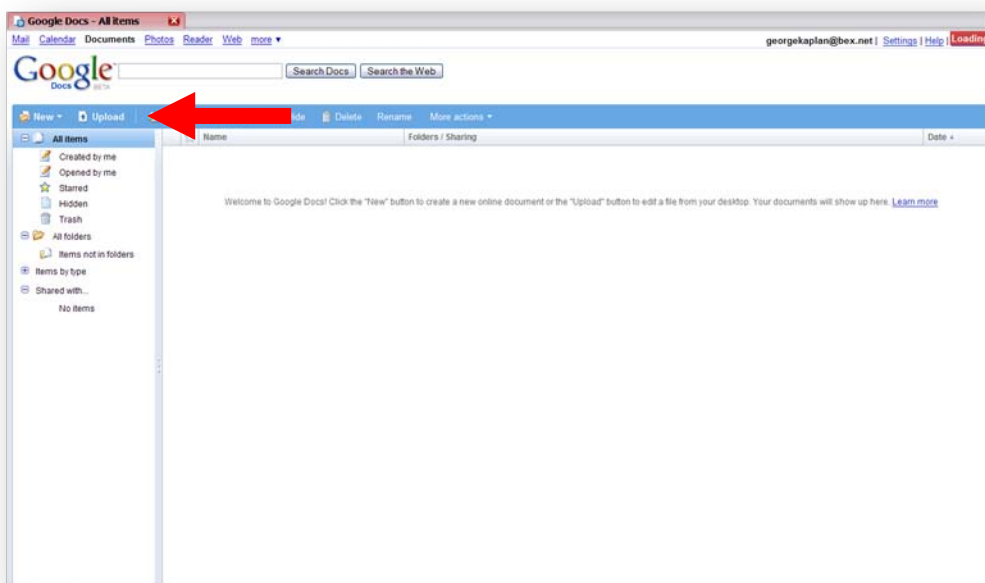 Google Docs - All items
Mail Calendar Documents Photos Reader Web more ▼
georgekaplan@bex.net | Settings | Help | Loading
Google
Docs BETA
Search Docs Search the Web
New Upload Delete Rename More actions
All items
Name Folders / Sharing Date
Created by me
Opened by me
Starred
Hidden
Trash
All folders
Items not in folders
Items by type
Shared with...
No items
Welcome to Google Docs! Click the "New" button to create a new online document or the "Upload" button to edit a file from your desktop. Your documents will show up here. Learn more